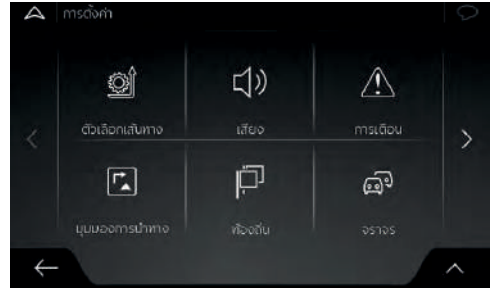 การตั้งค่า
ตัวเลือกเส้นทาง
เสียง
การเตือน
มุมมองการนำทาง
ท้องถิ่น
จราจร